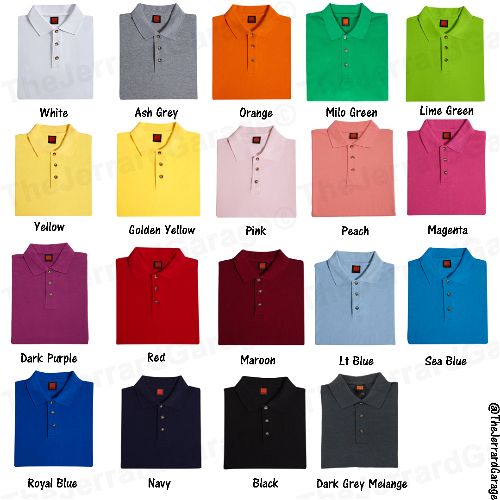 White
Ash Grey
Orange
Milo Green
Lime Green
Yellow
Golden Yellow
Pink
Peach
Magenta
Dark Purple
Red
Maroon
Lt Blue
Sea Blue
Royal Blue
Navy
Black
Dark Grey Melange
@TheJerrardGarage